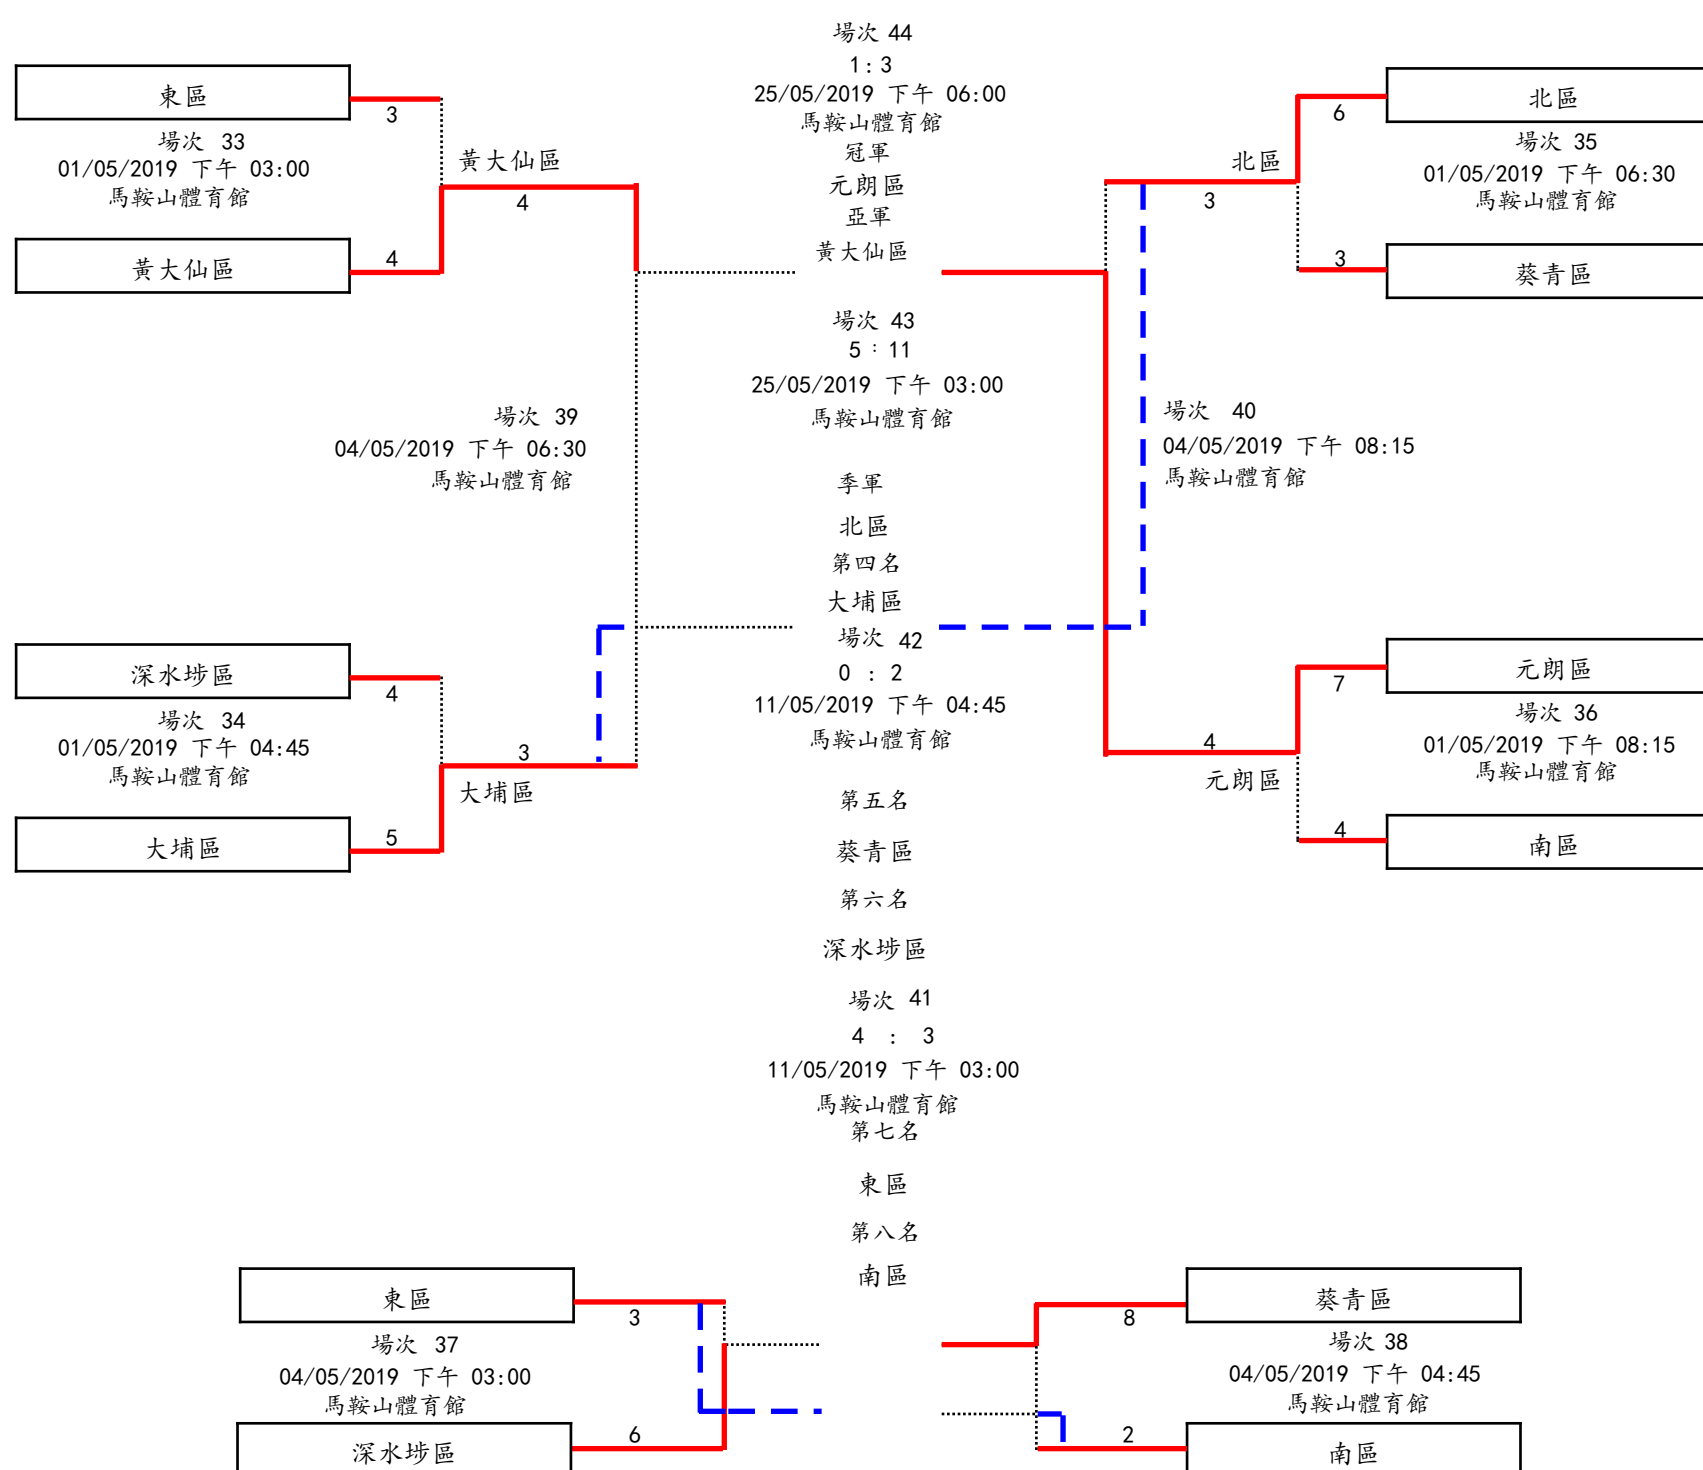 場次 44
1 : 3
25/05/2019 下午 06:00
馬鞍山體育館
冠軍
元朗區
亞軍
黃大仙區
東區
3
場次 33
01/05/2019 下午 03:00
馬鞍山體育館
黃大仙區
4
黃大仙區
4
北區
6
場次 35
01/05/2019 下午 06:30
馬鞍山體育館
葵青區
3
北區
3
場次 43
5 : 11
25/05/2019 下午 03:00
馬鞍山體育館
場次 39
04/05/2019 下午 06:30
馬鞍山體育館
場次 40
04/05/2019 下午 08:15
馬鞍山體育館
季軍
北區
第四名
大埔區
場次 42
0 : 2
11/05/2019 下午 04:45
馬鞍山體育館
深水埗區
4
場次 34
01/05/2019 下午 04:45
馬鞍山體育館
大埔區
5
3
大埔區
元朗區
7
場次 36
01/05/2019 下午 08:15
馬鞍山體育館
南區
4
4
元朗區
第五名
葵青區
第六名
深水埗區
場次 41
4 : 3
11/05/2019 下午 03:00
馬鞍山體育館
第七名
東區
第八名
南區
東區
3
場次 37
04/05/2019 下午 03:00
馬鞍山體育館
深水埗區
6
葵青區
8
場次 38
04/05/2019 下午 04:45
馬鞍山體育館
南區
2